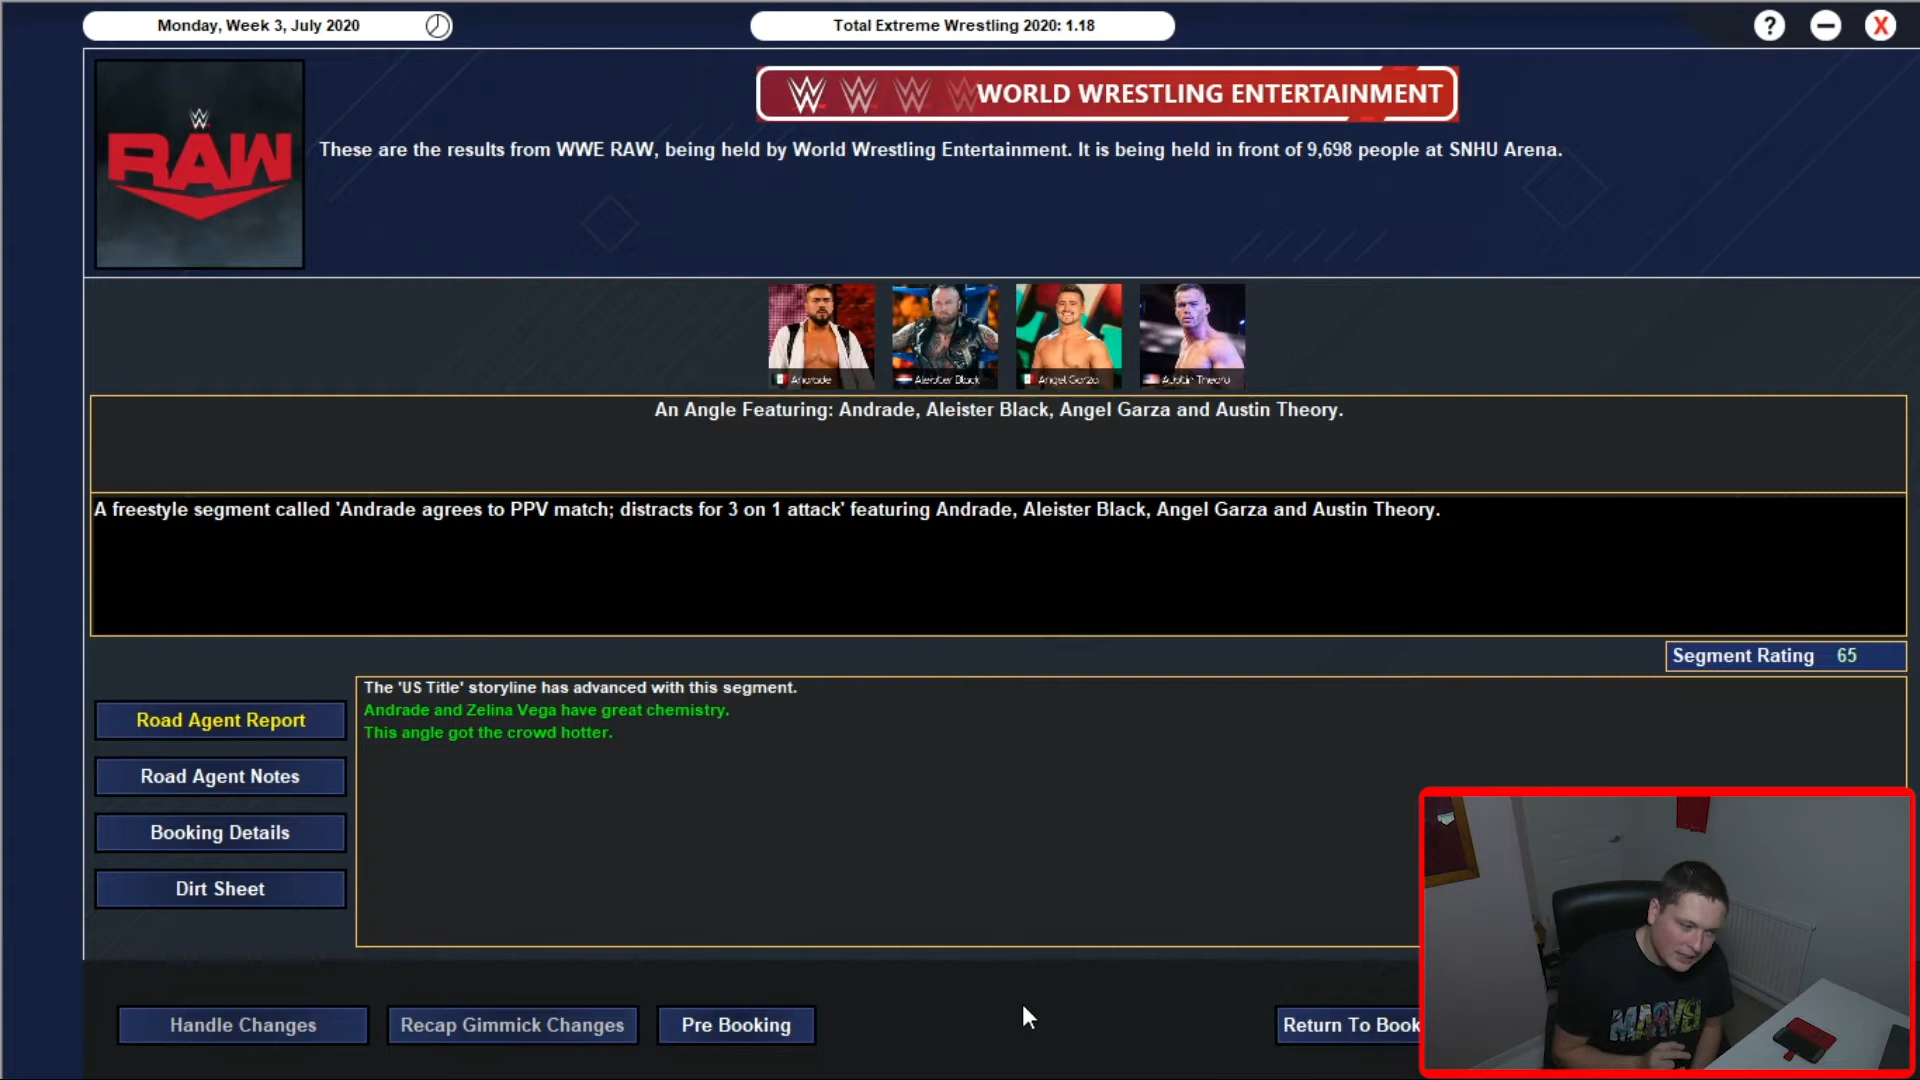 Monday, Week 3, July 2020
Total Extreme Wrestling 2020: 1.18
?
X
WORLD WRESTLING ENTERTAINMENT
RAW
These are the results from WWE RAW, being held by World Wrestling Entertainment. It is being held in front of 9,698 people at SNHU Arena.
Andrade
Aleister Black
Angel Garza
Austin Theory
An Angle Featuring: Andrade, Aleister Black, Angel Garza and Austin Theory.
A freestyle segment called 'Andrade agrees to PPV match; distracts for 3 on 1 attack' featuring Andrade, Aleister Black, Angel Garza and Austin Theory.
Segment Rating 65
The 'US Title' storyline has advanced with this segment.
Andrade and Zelina Vega have great chemistry.
This angle got the crowd hotter.
Road Agent Report
Road Agent Notes
Booking Details
Dirt Sheet
MARVEL
Handle Changes
Recap Gimmick Changes
Pre Booking
Return To Book